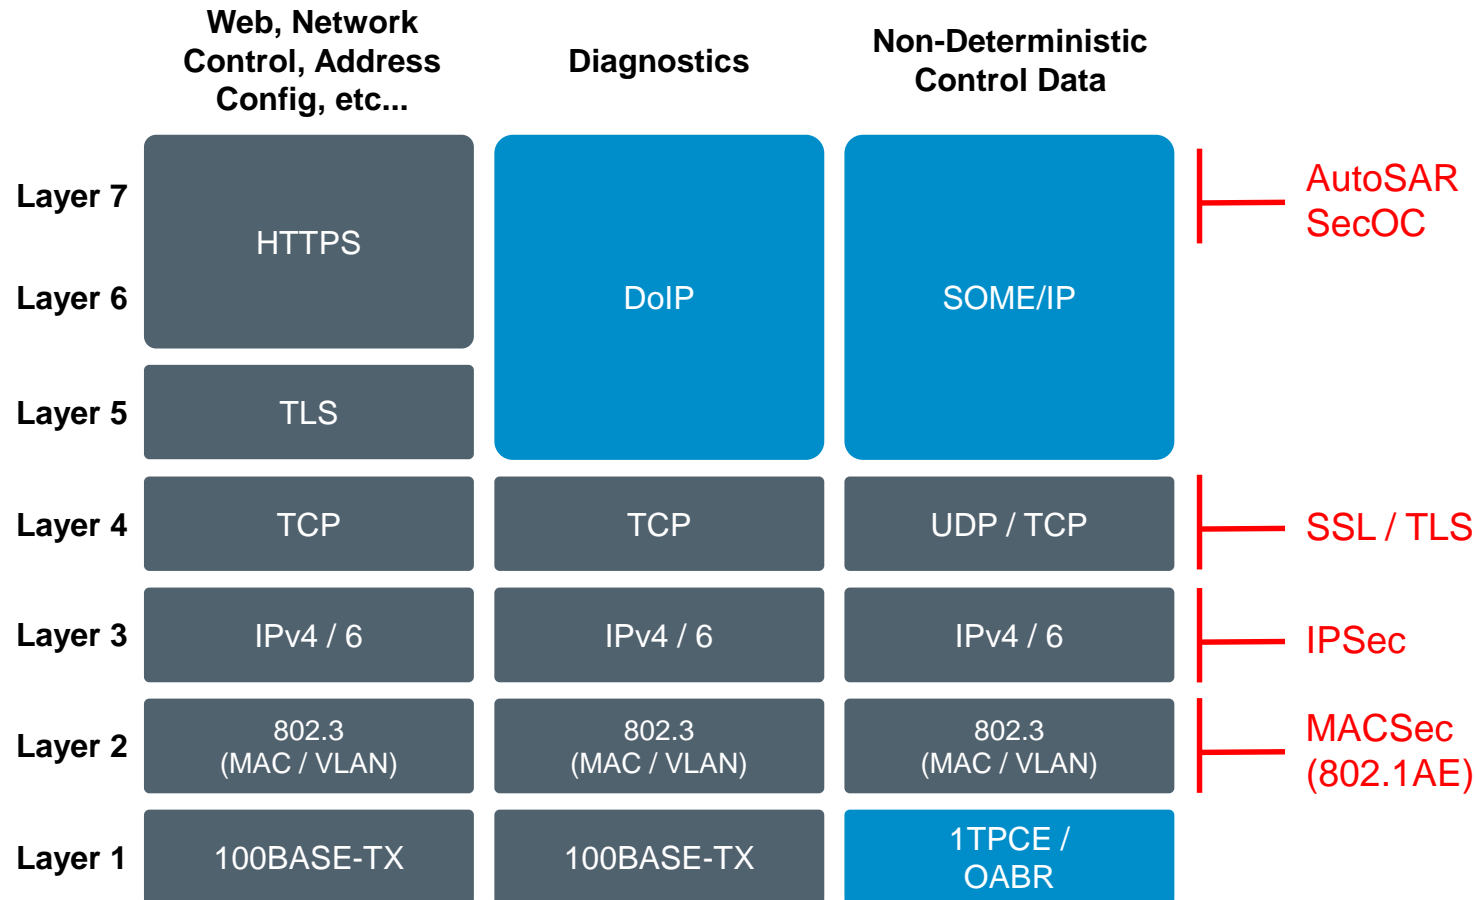 Web, Network
Control, Address
Config, etc...
Diagnostics
Non-Deterministic
Control Data
Layer 7
Layer 6
Layer 5
Layer 4
Layer 3
Layer 2
Layer 1
HTTPS
TLS
TCP
IPv4 / 6
802.3
(MAC / VLAN)
100BASE-TX
DoIP
TCP
IPv4 / 6
802.3
(MAC / VLAN)
100BASE-TX
SOME/IP
UDP / TCP
IPv4 / 6
802.3
(MAC / VLAN)
1TPCE /
OABR
AutoSAR
SecOC
SSL / TLS
IPSec
MACSec
(802.1AE)